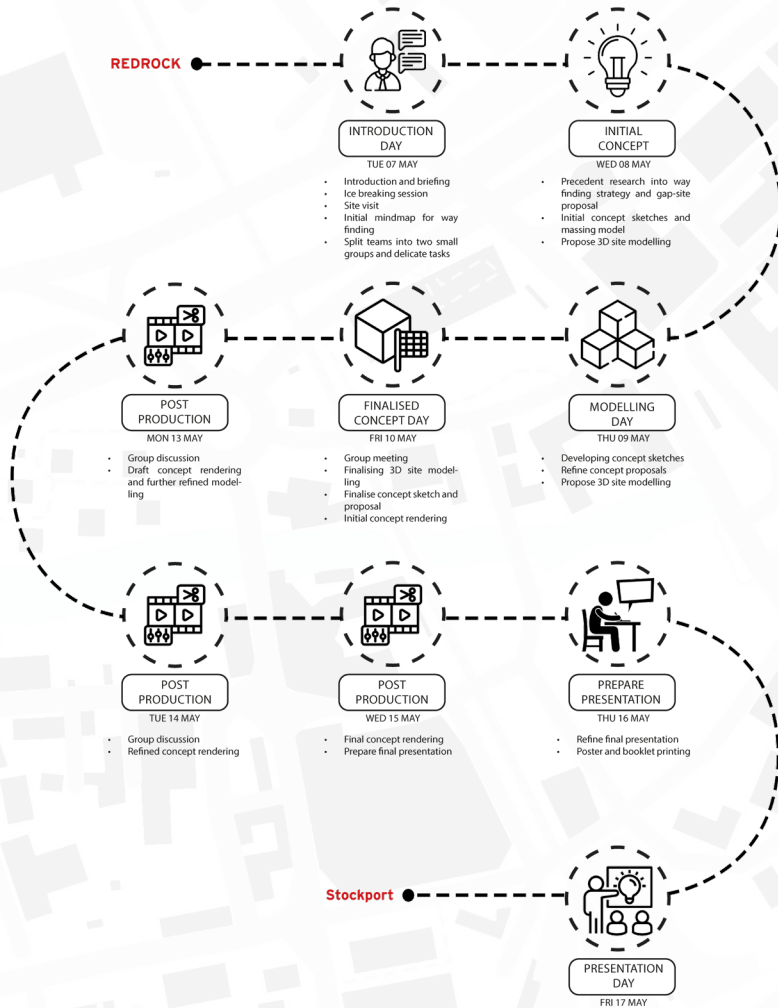 REDROCK
INTRODUCTION
DAY
TUE 07 MAY
• Introduction and briefing
• Ice breaking session
• Site visit
• Initial mindmap for way
finding
• Split teams into two small
groups and delicate tasks
INITIAL
CONCEPT
WED 08 MAY
• Precedent research into way
finding strategy and gap-site
proposal
• Initial concept sketches and
massing model
• Propose 3D site modelling
MODELLING
DAY
THU 09 MAY
• Developing concept sketches
• Refine concept proposals
• Propose 3D site modelling
FINALISED
CONCEPT DAY
FRI 10 MAY
• Group meeting
• Finalising 3D site model-
ling
• Finalise concept sketch and
proposal
• Initial concept rendering
POST
PRODUCTION
MON 13 MAY
• Group discussion
• Draft concept rendering
and further refined model-
ling
POST
PRODUCTION
TUE 14 MAY
• Group discussion
• Refined concept rendering
POST
PRODUCTION
WED 15 MAY
• Final concept rendering
• Prepare final presentation
PREPARE
PRESENTATION
THU 16 MAY
• Refine final presentation
• Poster and booklet printing
PRESENTATION
DAY
FRI 17 MAY
Stockport